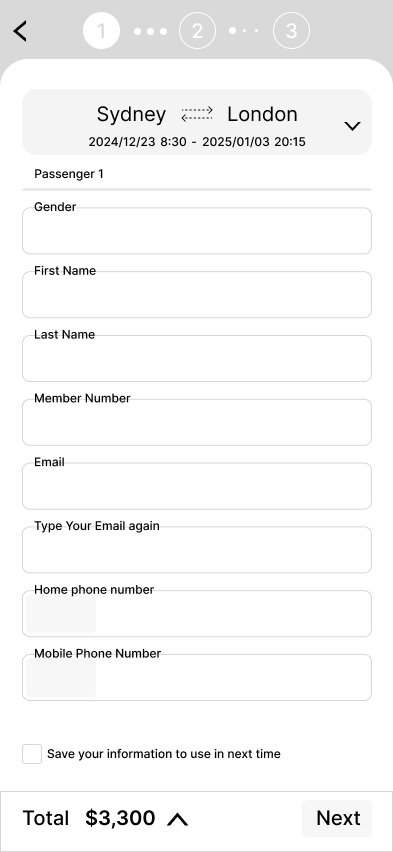 1 2 3
Sydney London
2024/12/23 8:30 - 2025/01/03 20:15
Passenger 1
Gender
First Name
Last Name
Member Number
Email
Type Your Email again
Home phone number
Mobile Phone Number
Save your information to use in next time
Total $3,300 Next